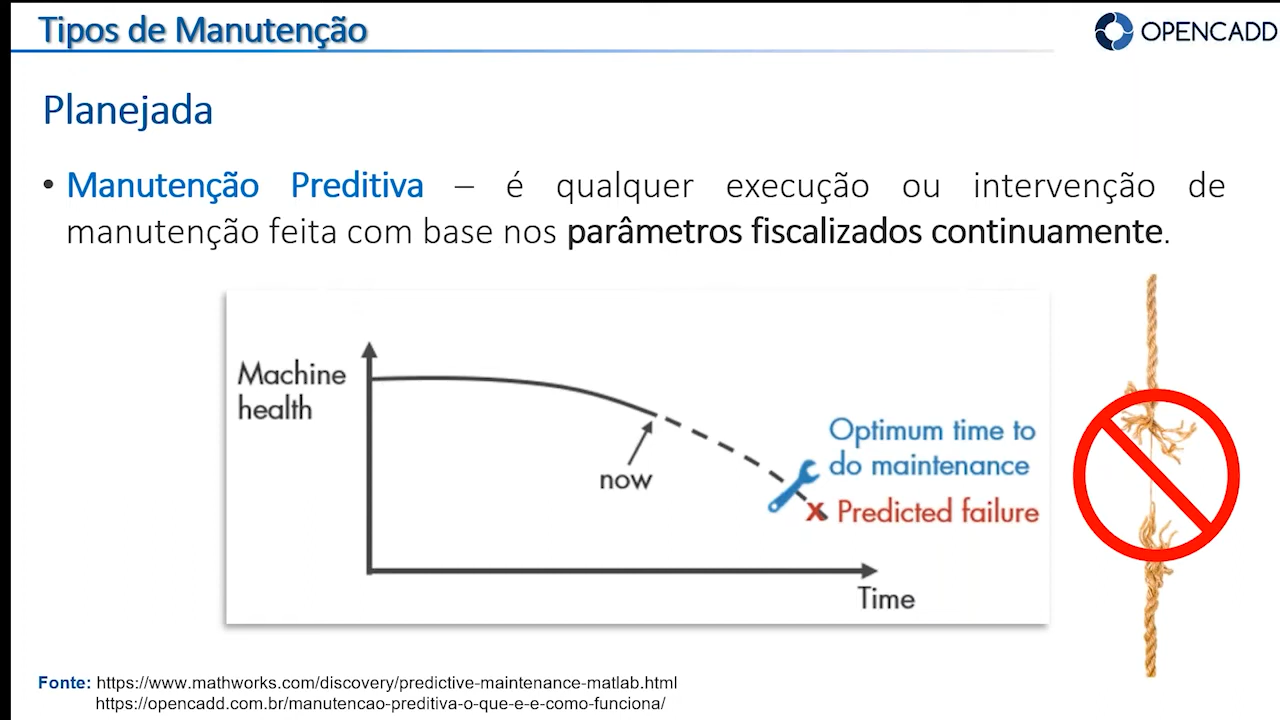 Tipos de Manutenção
OPENCADD
Planejada
• Manutenção Preditiva – é qualquer execução ou intervenção de
manutenção feita com base nos parâmetros fiscalizados continuamente.
Machine
health
now
Optimum time to
do maintenance
x Predicted failure
Time
Fonte: https://www.mathworks.com/discovery/predictive-maintenance-matlab.html
https://opencadd.com.br/manutencao-preditiva-o-que-e-e-como-funciona/